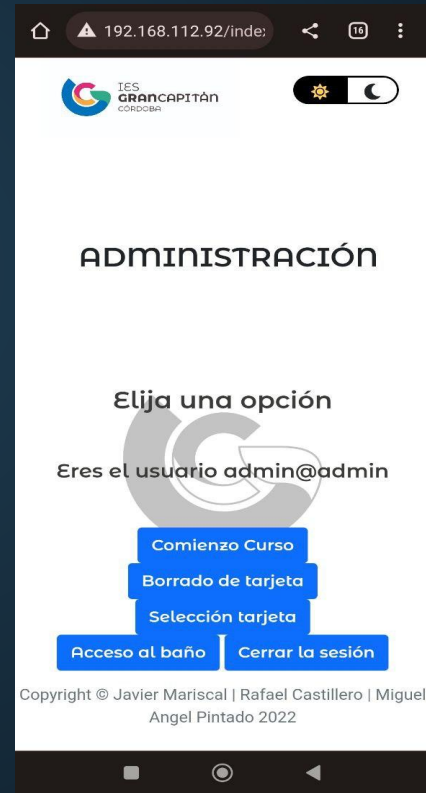 192.168.112.92/inde
16
IES
GRANCAPITÁN
CÓRDOBA
ADMINISTRACIÓN
Elija una opción
Eres el usuario admin@admin
Comienzo Curso
Borrado de tarjeta
Selección tarjeta
Acceso al baño Cerrar la sesión
Copyright © Javier Mariscal | Rafael Castillero | Miguel
Angel Pintado 2022